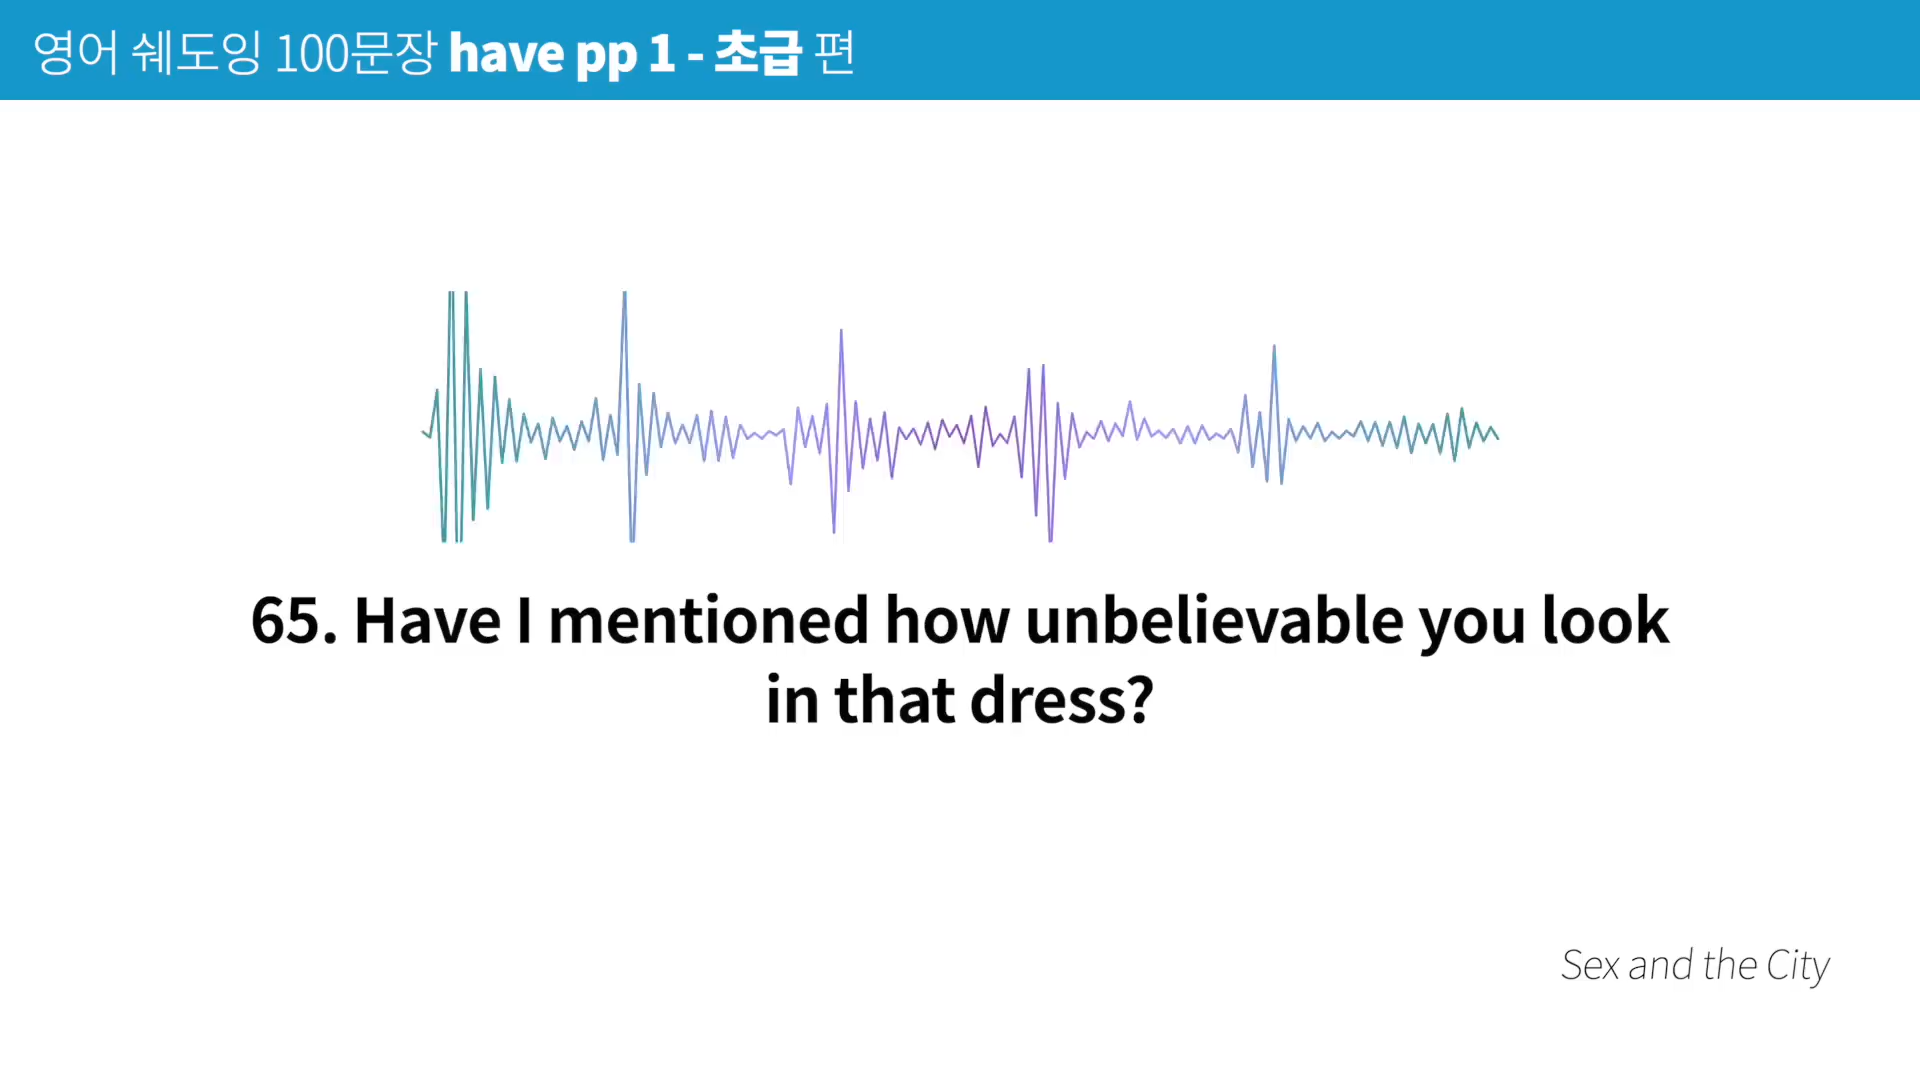 영어 쉐도잉 100문장 have pp 1 - 초급 편
65. Have I mentioned how unbelievable you look
in that dress?
Sex and the City